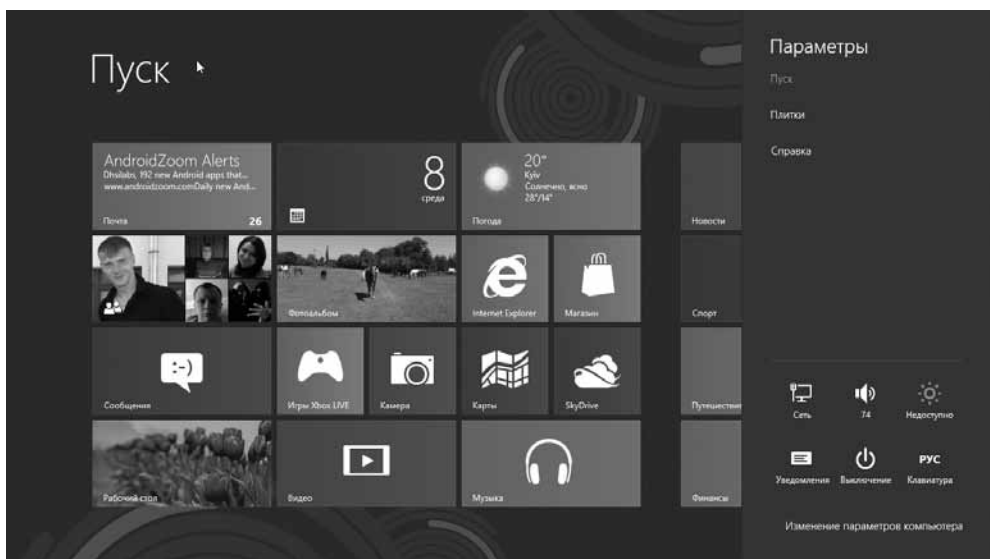 Пуск
AndroidZoom Alerts
Dhsilabs, 192 new Android apps that...
www.androidzoom.comDaily new And...
Почта
26
8
среда
20°
Kyiv
Солнечно, ясно
28°/14°
Погода
Новости
Фотоальбом
Internet Explorer
Магазин
Спорт
:-)
Сообщения
Игры Xbox LIVE
Камера
Карты
SkyDrive
Путешествия
Рабочий стол
Видео
Музыка
Финансы
Параметры
Пуск
Плитки
Справка
Сеть
74
Недоступно
Уведомления
Выключение
РУС
Клавиатура
Изменение параметров компьютера